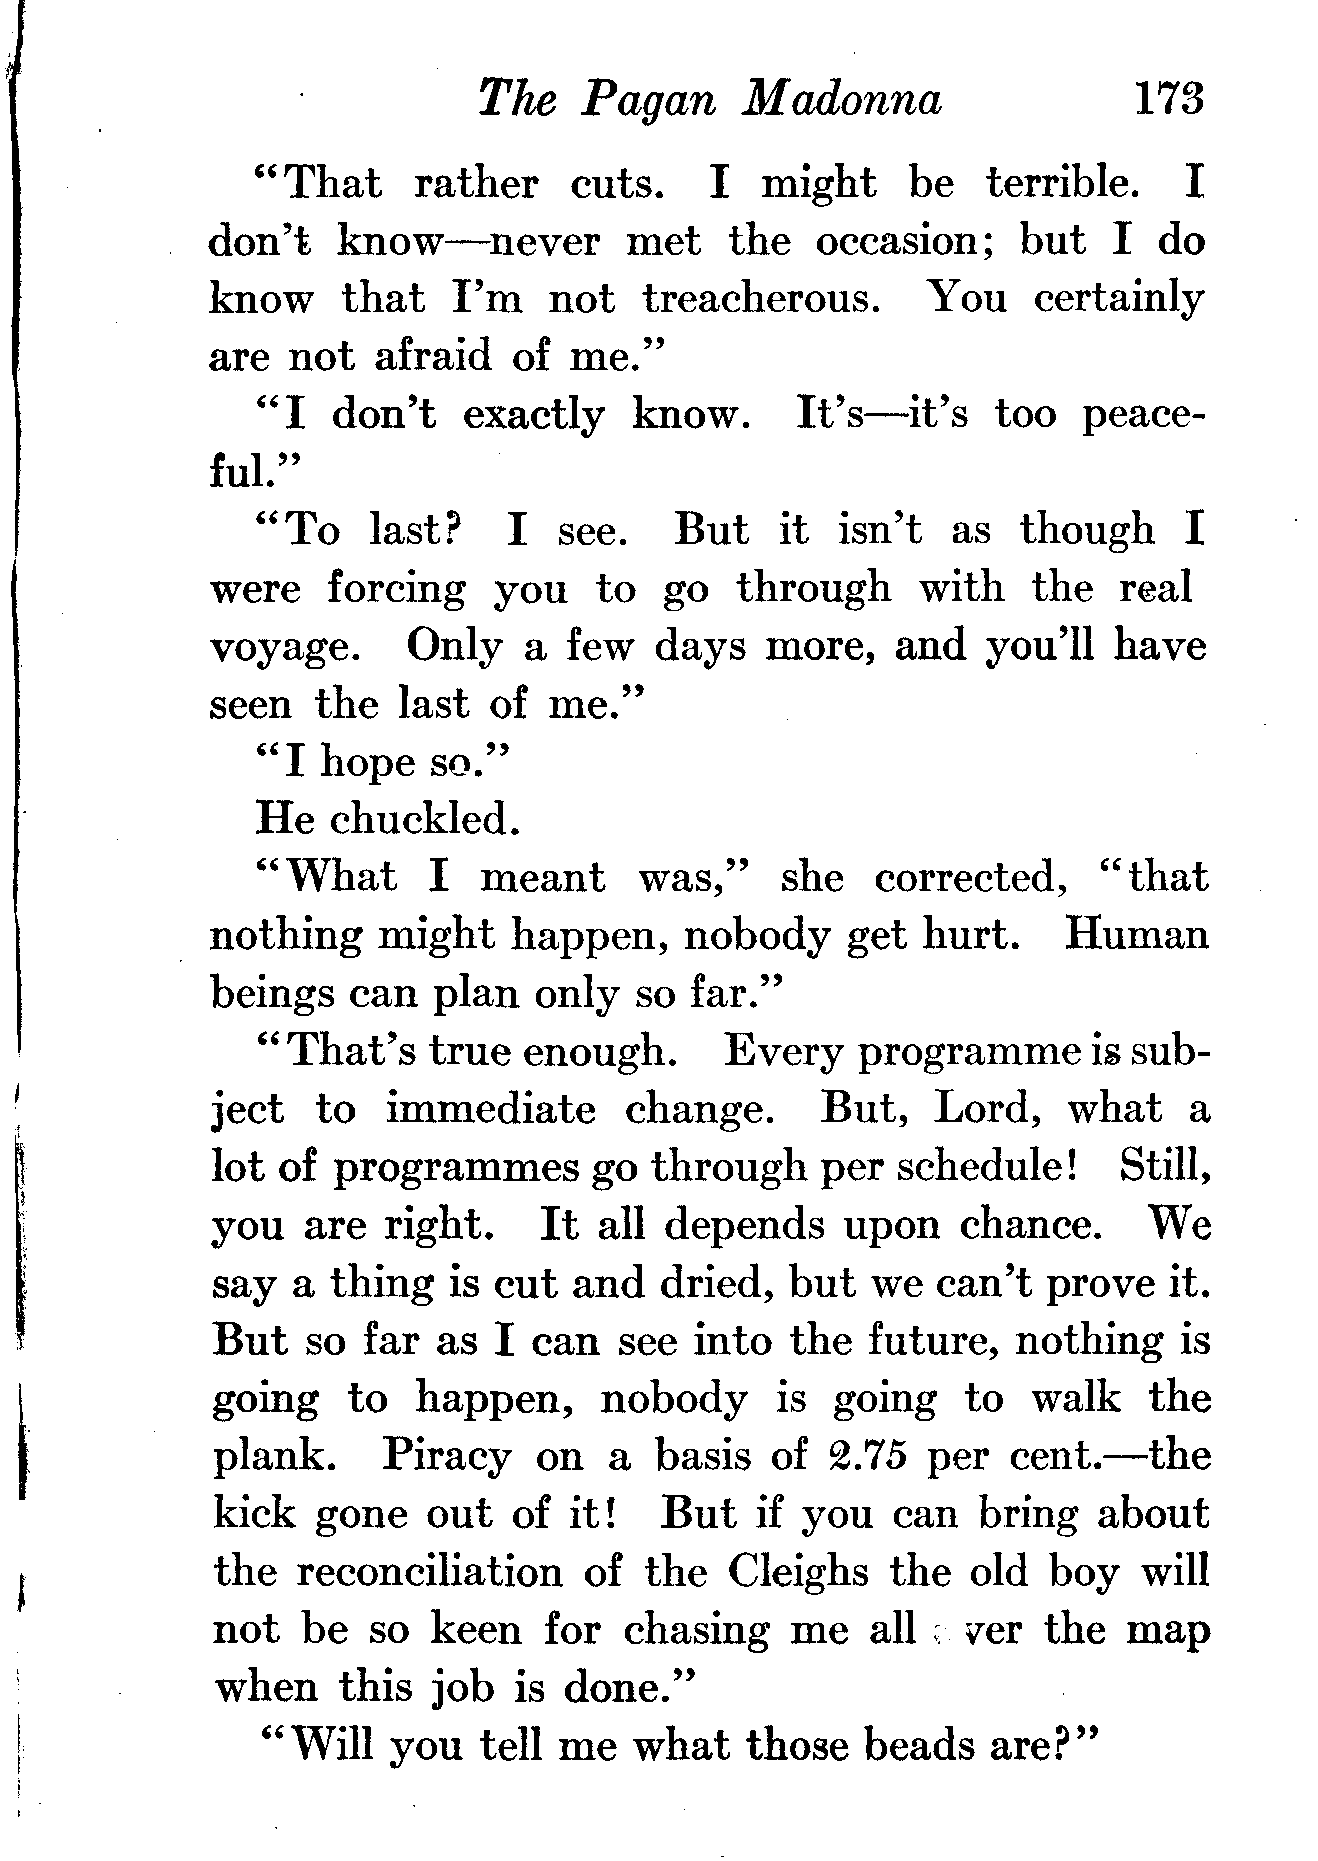 The Pagan Madonna 173
"That rather cuts. I might be terrible. I
don't know—never met the occasion; but I do
know that I'm not treacherous. You certainly
are not afraid of me."
"I don't exactly know. It's—it's too peace-
ful."
"To last? I see. But it isn't as though I
were forcing you to go through with the real
voyage. Only a few days more, and you'll have
seen the last of me."
"I hope so."
He chuckled.
"What I meant was," she corrected, "that
nothing might happen, nobody get hurt. Human
beings can plan only so far."
"That's true enough. Every programme is sub-
ject to immediate change. But, Lord, what a
lot of programmes go through per schedule! Still,
you are right. It all depends upon chance. We
say a thing is cut and dried, but we can't prove it.
But so far as I can see into the future, nothing is
going to happen, nobody is going to walk the
plank. Piracy on a basis of 2.75 per cent.—the
kick gone out of it! But if you can bring about
the reconciliation of the Cleighs the old boy will
not be so keen for chasing me all over the map
when this job is done."
"Will you tell me what those beads are?"